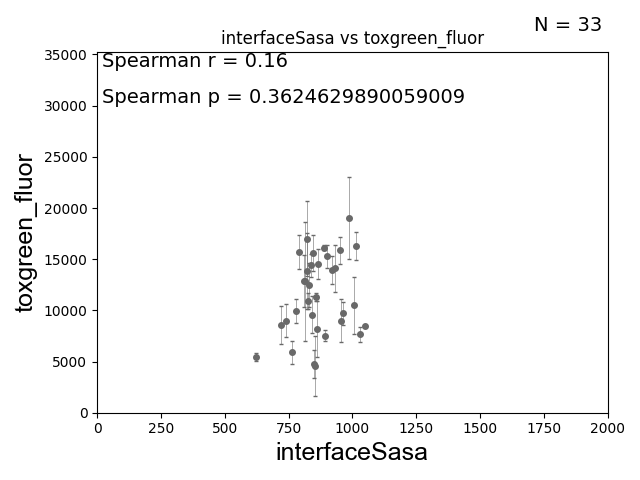 N = 33
interfaceSasa vs toxgreen_fluor
Spearman r = 0.16
Spearman p = 0.3624629890059009
35000
30000
25000
20000
15000
10000
5000
0
toxgreen_fluor
0 250 500 750 1000 1250 1500 1750 2000
interfaceSasa